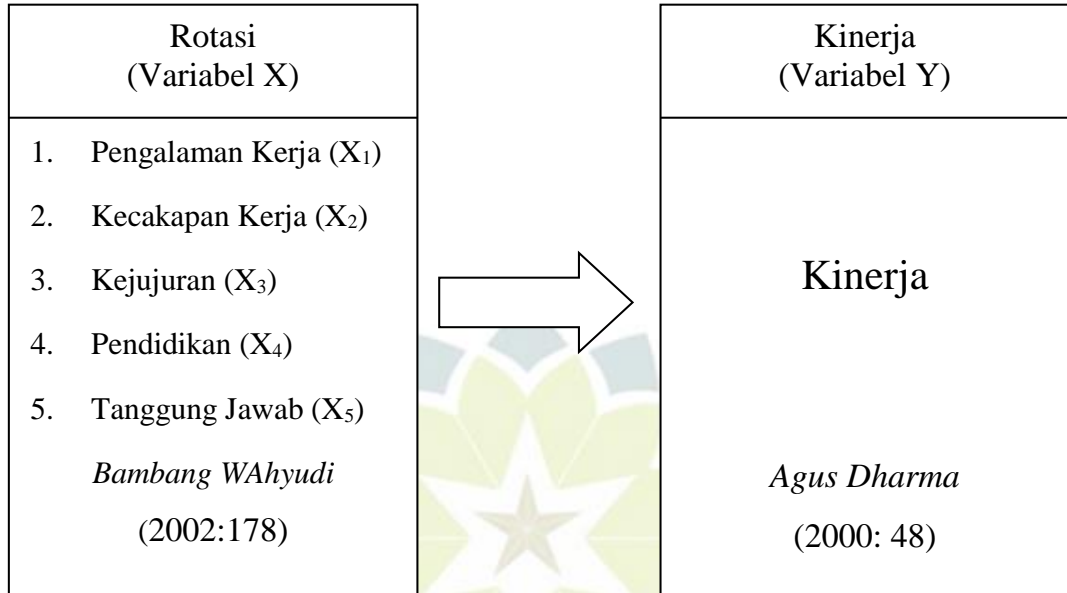 Rotasi
(Variabel X)
1. Pengalaman Kerja (X₁)
2. Kecakapan Kerja (X₂)
3. Kejujuran (X₃)
4. Pendidikan (X₄)
5. Tanggung Jawab (X₅)
Bambang WAhyudi
(2002:178)
Kinerja
(Variabel Y)
Kinerja
Agus Dharma
(2000: 48)